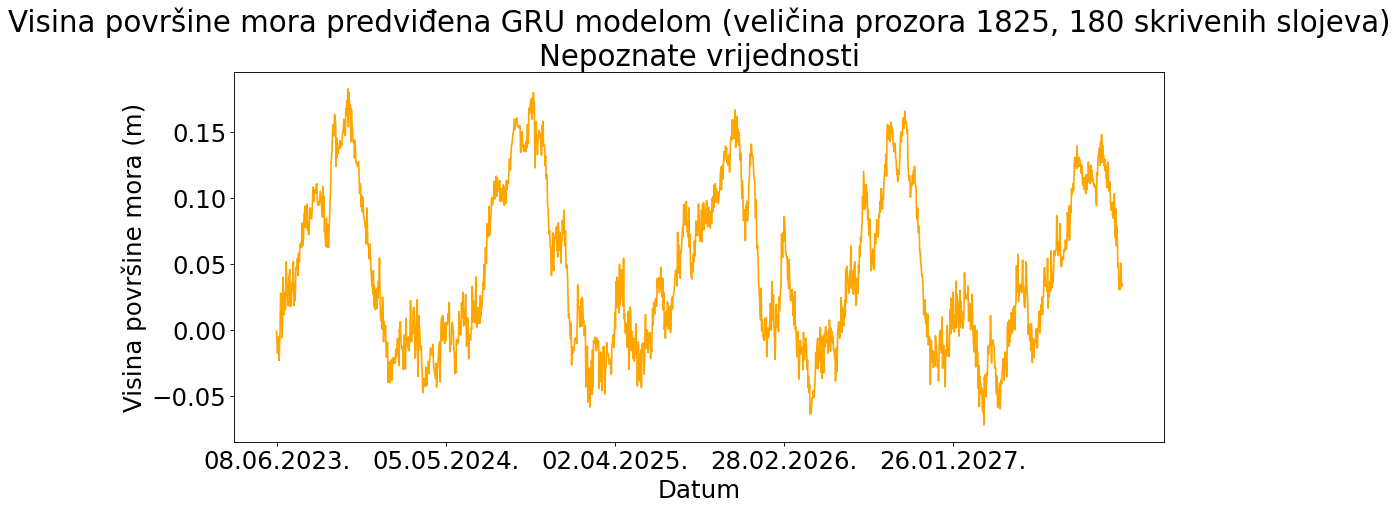 Visina površine mora predviđena GRU modelom (veličina prozora 1825, 180 skrivenih slojeva)
Nepoznate vrijednosti
Visina površine mora (m)
0.15
0.10
0.05
0.00
−0.05
08.06.2023. 05.05.2024. 02.04.2025. 28.02.2026. 26.01.2027.
Datum